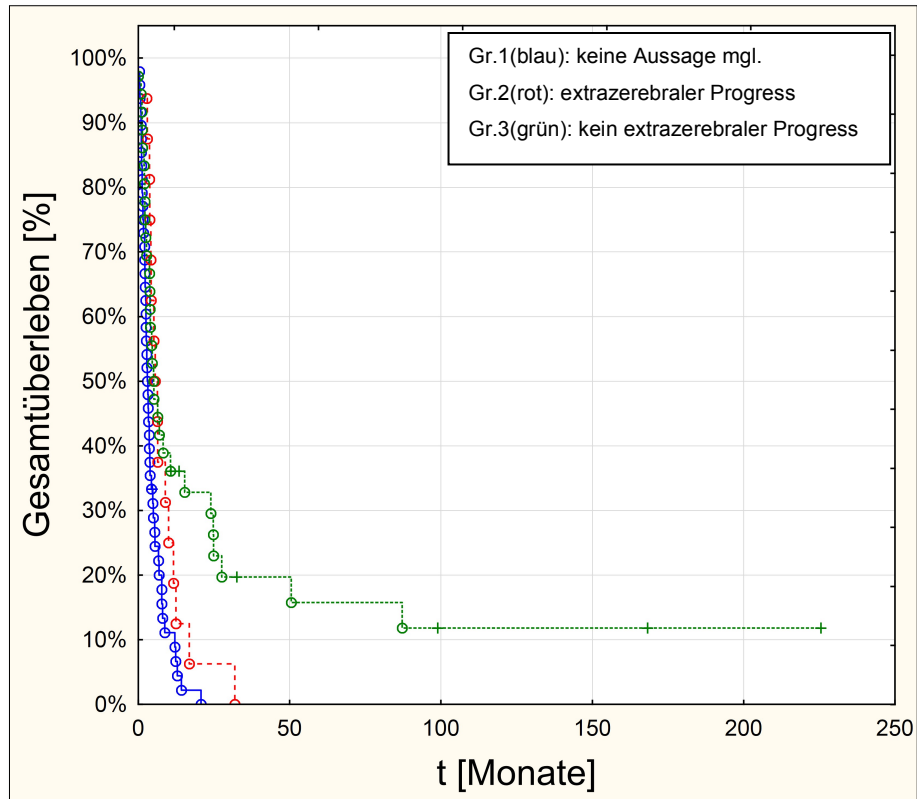 Gr.1(blau): keine Aussage mgl.
Gr.2(rot): extrazerebraler Progress
Gr.3(grün): kein extrazerebraler Progress
Gesamtüberleben [%]
100%
90%
80%
70%
60%
50%
40%
30%
20%
10%
0%
0 50 100 150 200 250
t [Monate]